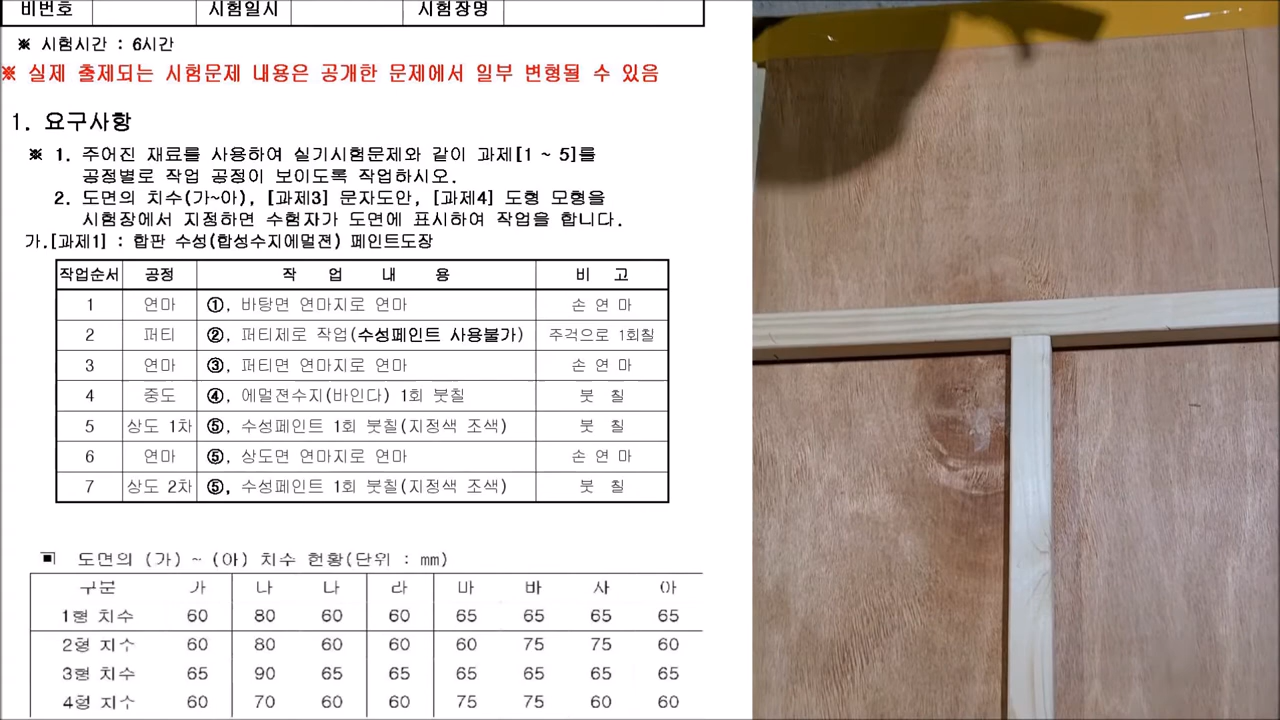 비번호 시험일시 시험장명
※ 시험시간 : 6시간
※ 실제 출제되는 시험문제 내용은 공개한 문제에서 일부 변형될 수 있음
1. 요구사항
※ 1. 주어진 재료를 사용하여 실기시험문제와 같이 과제[1 ~ 5]를
공정별로 작업 공정이 보이도록 작업하시오.
2. 도면의 치수(가~아), [과제3] 문자도안, [과제4] 도형 모형을
시험장에서 지정하면 수험자가 도면에 표시하여 작업을 합니다.
가.[과제1] : 합판 수성(합성수지에멀젼) 페인트도장
작업순서 공정 작 업 내 용 비 고
1 연마 ①, 바탕면 연마지로 연마 손 연 마
2 퍼티 ②, 퍼티제로 작업(수성페인트 사용불가) 주걱으로 1회칠
3 연마 ③, 퍼티면 연마지로 연마 손 연 마
4 중도 ④, 에멀젼수지(바인다) 1회 붓칠 붓 칠
5 상도 1차 ⑤, 수성페인트 1회 붓칠(지정색 조색) 붓 칠
6 연마 ⑤, 상도면 연마지로 연마 손 연 마
7 상도 2차 ⑤, 수성페인트 1회 붓칠(지정색 조색) 붓 칠
▣ 도면의 (가) ~ (아) 치수 현황(단위 : mm)
구분 가 나 나 라 마 바 사 아
1형 치수 60 80 60 60 65 65 65 65
2형 치수 60 80 60 60 60 75 75 60
3형 치수 65 90 65 65 65 65 65 65
4형 치수 60 70 60 60 75 75 60 60